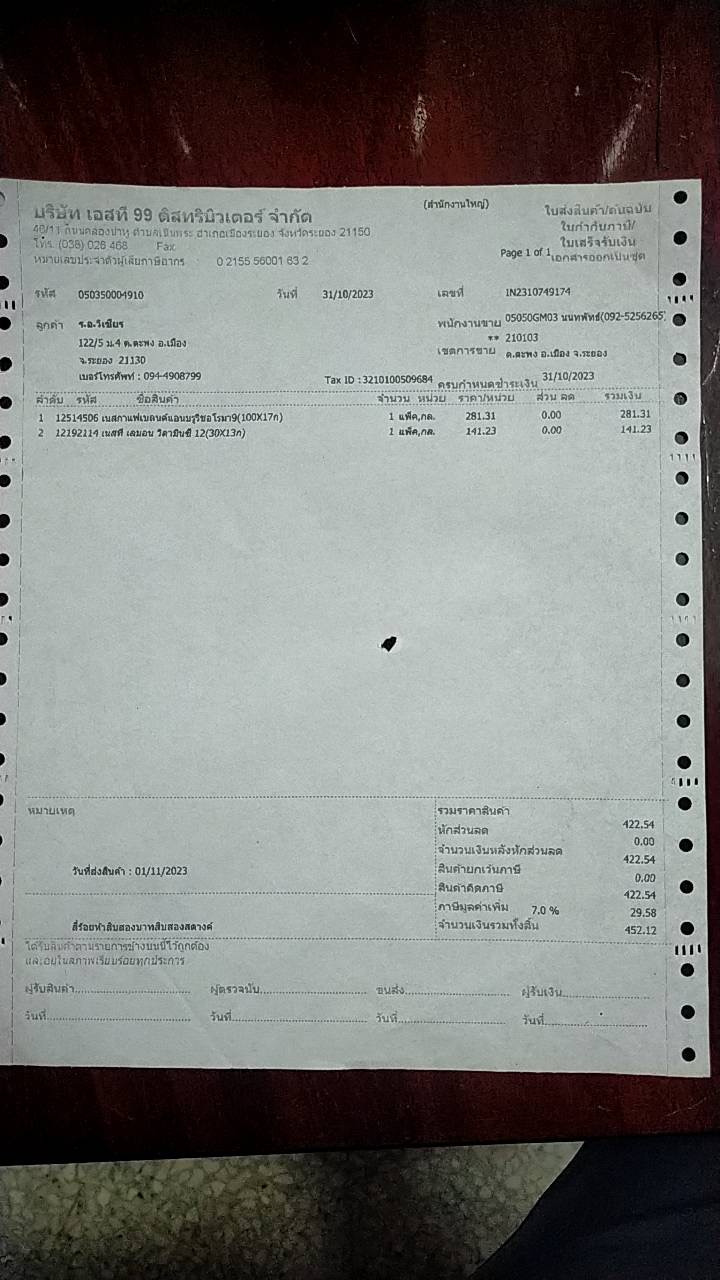 (สำนักงานใหญ่)
บริษัท เอสที 99 ดิสทริบิวเตอร์ จำกัด
ใบส่งสินค้า/ต้นฉบับ
46/11 ถนนคลองปาทู ตำบลเชิงเนิน อำเภอเมืองระยอง จังหวัดระยอง 21150
ใบกำกับภาษี/
โทร. (038) 026 468 Fax.
ใบเสร็จรับเงิน
หมายเลขประจำตัวผู้เสียภาษีอากร : 0 2155 56001 63 2
Page 1 of 1
เอกสารออกเป็นชุด
รหัส 050350004910 วันที่ 31/10/2023 เลขที่ IN2310749174
ลูกค้า ร.อ.วิเชียร พนักงานขาย 05050GM03 นนทพัทธ์(092-5256265)
122/5 ม.4 ต.ตะพง อ.เมือง ** 210103
จ.ระยอง 21130 เขตการขาย ต.ตะพง อ.เมือง จ.ระยอง
เบอร์โทรศัพท์ : 094-4908799 Tax ID :3210100509684 ครบกำหนดชำระเงิน 31/10/2023
ลำดับ รหัส ชื่อสินค้า จำนวน หน่วย ราคา/หน่วย ส่วน ลด รวมเงิน
1 12514506 เนสกาแฟเบลนด์แอนบรูริชอโรมา9(100X17ก) 1 แพ็ค,กล. 281.31 0.00 281.31
2 12192114 เนสที เลมอน วิตามินซี 12(30X13ก) 1 แพ็ค,กล. 141.23 0.00 141.23
หมายเหตุ
รวมราคาสินค้า 422.54
หักส่วนลด 0.00
จำนวนเงินหลังหักส่วนลด 422.54
วันที่ส่งสินค้า : 01/11/2023
สินค้ายกเว้นภาษี 0.00
สินค้าคิดภาษี 422.54
ภาษีมูลค่าเพิ่ม 7.0 % 29.58
สี่ร้อยห้าสิบสองบาทสิบสองสตางค์
จำนวนเงินรวมทั้งสิ้น 452.12
ได้รับสินค้าตามรายการข้างบนนี้ไว้ถูกต้อง
และอยู่ในสภาพเรียบร้อยทุกประการ
ผู้รับสินค้า........ ผู้ตรวจนับ........ ขนส่ง........ ผู้รับเงิน........
วันที่........ วันที่........ วันที่........ วันที่........